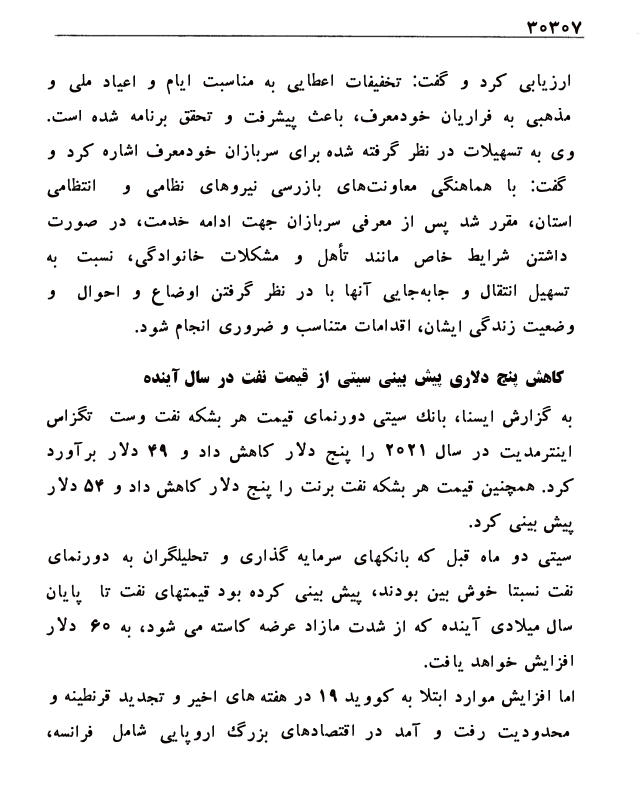 ۳۰۳۰۷
ارزیابی کرد و گفت: تخفیفات اعطایی به مناسبت ایام و اعیاد ملی و
مذهبی به فراریان خودمعرف، باعث پیشرفت و تحقق برنامه شده است.
وی به تسهیلات در نظر گرفته شده برای سربازان خودمعرف اشاره کرد و
گفت: با هماهنگی معاونت‌های بازرسی نیروهای نظامی و انتظامی
استان، مقرر شد پس از معرفی سربازان جهت ادامه خدمت، در صورت
داشتن شرایط خاص مانند تأهل و مشکلات خانوادگی، نسبت به
تسهیل انتقال و جابه‌جایی آنها با در نظر گرفتن اوضاع و احوال و
وضعیت زندگی ایشان، اقدامات متناسب و ضروری انجام شود.
کاهش پنج دلاری پیش بینی سیتی از قیمت نفت در سال آینده
به گزارش ایسنا، بانك سیتی دورنمای قیمت هر بشکه نفت وست تگزاس
اینترمدیت در سال ۲۰۲۱ را پنج دلار کاهش داد و ۴۹ دلار برآورد
کرد. همچنین قیمت هر بشکه نفت برنت را پنج دلار کاهش داد و ۵۴ دلار
پیش بینی کرد.
سیتی دو ماه قبل که بانکهای سرمایه گذاری و تحلیلگران به دورنمای
نفت نسبتا خوش بین بودند، پیش بینی کرده بود قیمتهای نفت تا پایان
سال میلادی آینده که از شدت مازاد عرضه کاسته می شود، به ۶۰ دلار
افزایش خواهد یافت.
اما افزایش موارد ابتلا به کووید ۱۹ در هفته های اخیر و تجدید قرنطینه و
محدودیت رفت و آمد در اقتصادهای بزرگ اروپایی شامل فرانسه،